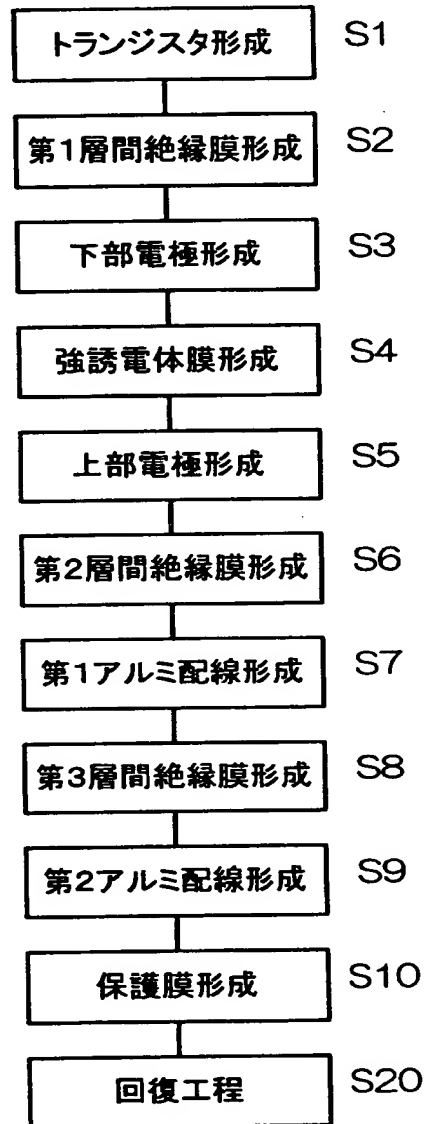 トランジスタ形成 S1
第1層間絶縁膜形成 S2
下部電極形成 S3
強誘電体膜形成 S4
上部電極形成 S5
第2層間絶縁膜形成 S6
第1アルミ配線形成 S7
第3層間絶縁膜形成 S8
第2アルミ配線形成 S9
保護膜形成 S10
回復工程 S20